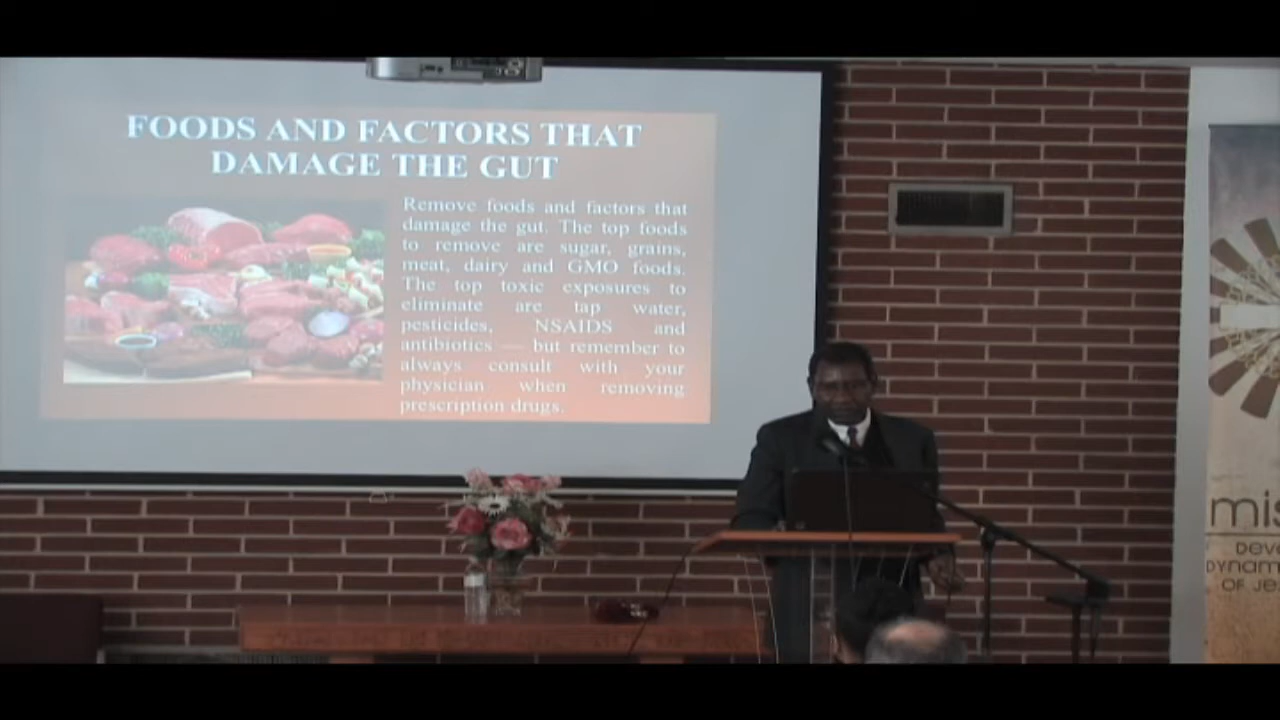 FOODS AND FACTORS THAT
DAMAGE THE GUT
Remove foods and factors that
damage the gut. The top foods
to remove are sugar, grains,
meat, dairy and GMO foods.
The top toxic exposures to
eliminate are tap water,
pesticides, NSAIDS and
antibiotics — but remember to
always consult with your
physician when removing
prescription drugs.
mis
Deve
Dynam
of Je